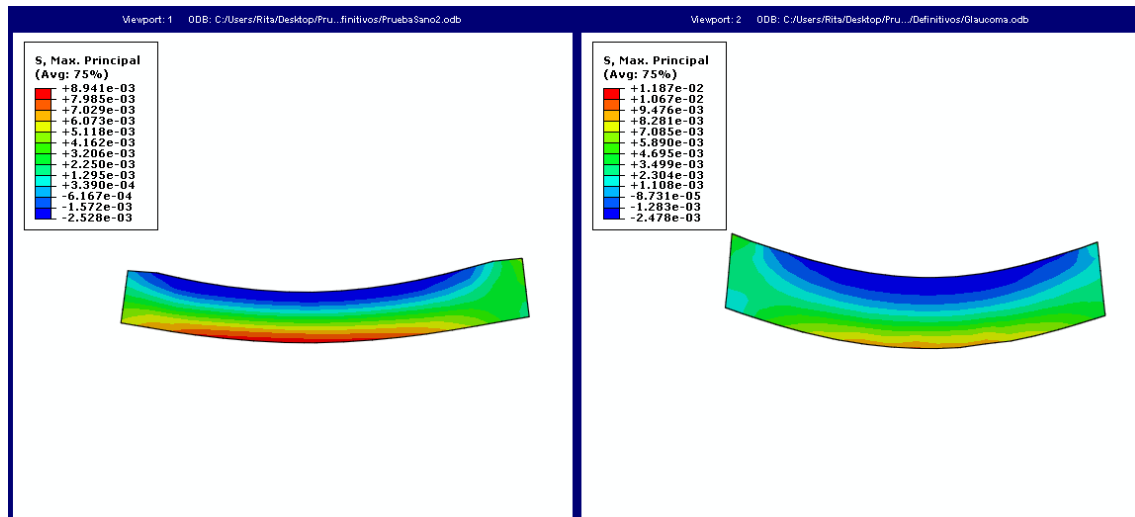 Viewport: 1 ODB: C:/Users/Rita/Desktop/Pru...finitivos/PruebaSano2.odb
S, Max. Principal
(Avg: 75%)
+8.941e-03
+7.985e-03
+7.029e-03
+6.073e-03
+5.118e-03
+4.162e-03
+3.206e-03
+2.250e-03
+1.295e-03
+3.390e-04
-6.167e-04
-1.572e-03
-2.528e-03
Viewport: 2 ODB: C:/Users/Rita/Desktop/Pru.../Definitivos/Glaucoma.odb
S, Max. Principal
(Avg: 75%)
+1.187e-02
+1.067e-02
+9.476e-03
+8.281e-03
+7.085e-03
+5.890e-03
+4.695e-03
+3.499e-03
+2.304e-03
+1.108e-03
-8.731e-05
-1.283e-03
-2.478e-03